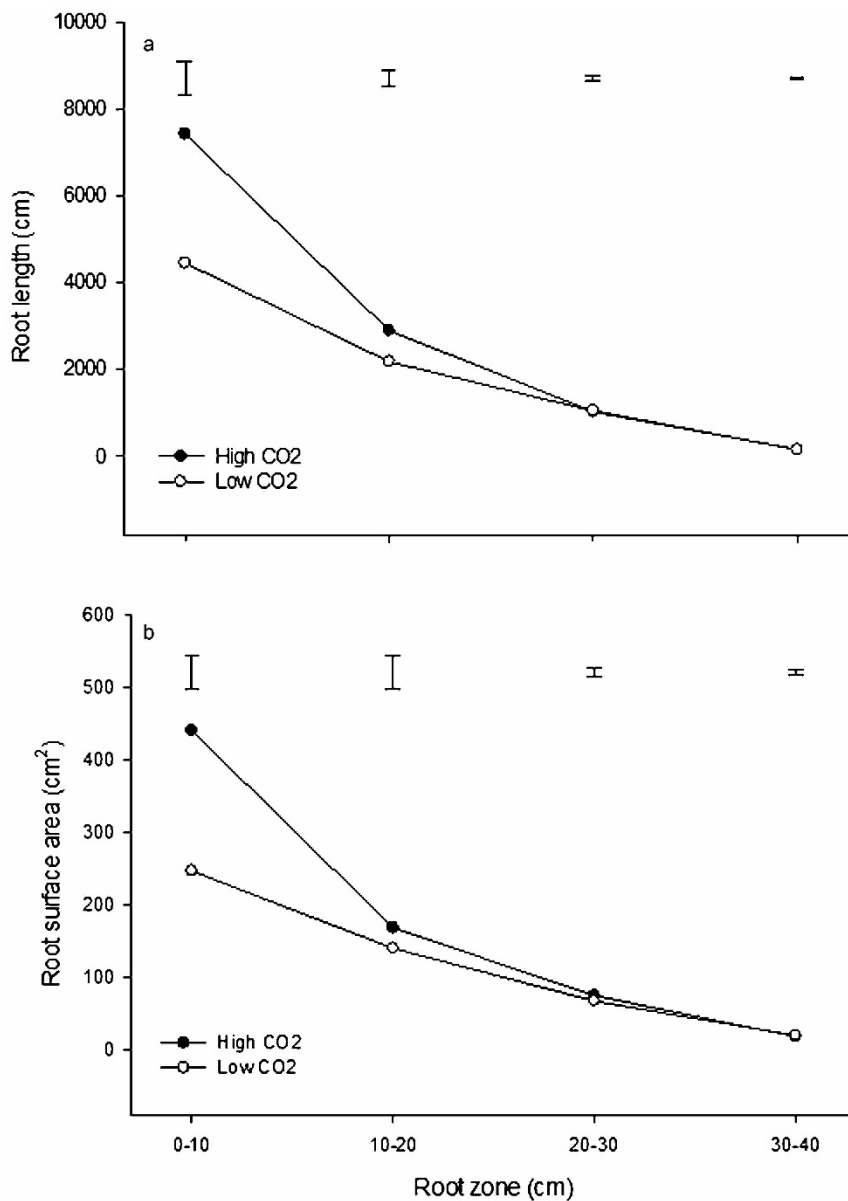 a
10000
8000
6000
4000
2000
0
Root length (cm)
High CO2
Low CO2
b
600
500
400
300
200
100
0
Root surface area (cm²)
High CO2
Low CO2
0-10 10-20 20-30 30-40
Root zone (cm)